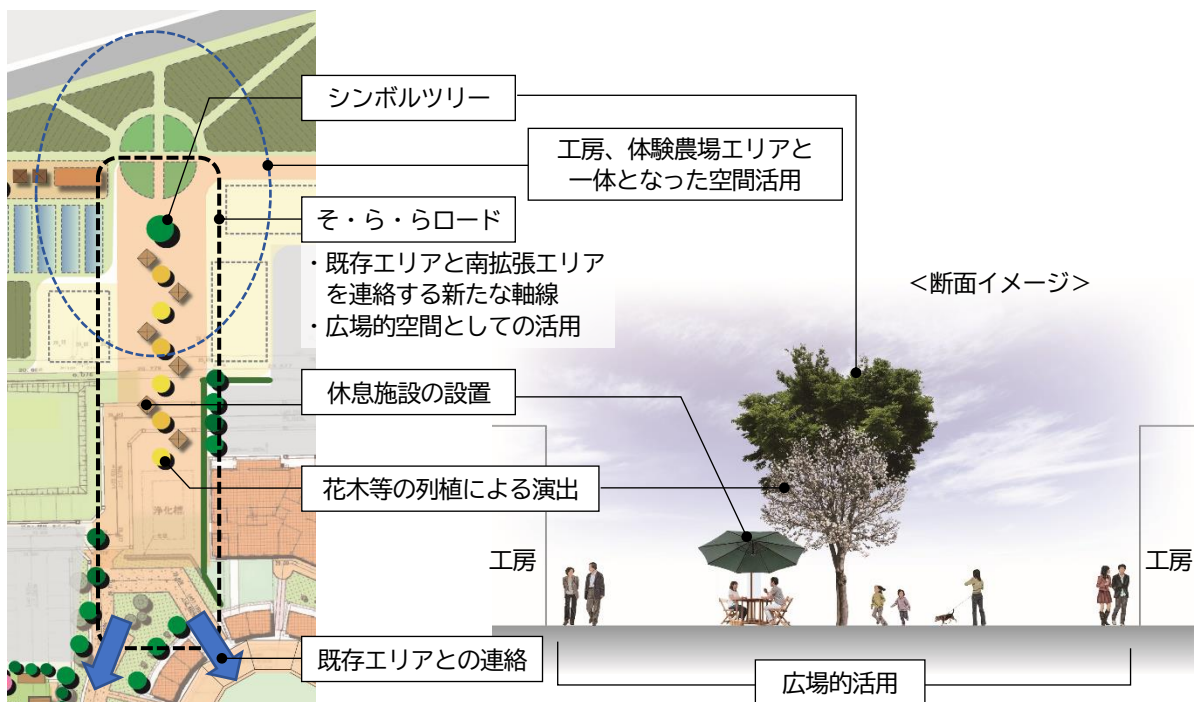 シンボルツリー
工房、体験農場エリアと
一体となった空間活用
そ・ら・らロード
・既存エリアと南拡張エリア
を連絡する新たな軸線
・広場的空間としての活用
＜断面イメージ＞
休息施設の設置
花木等の列植による演出
浄化槽
工房
工房
既存エリアとの連絡
広場的活用